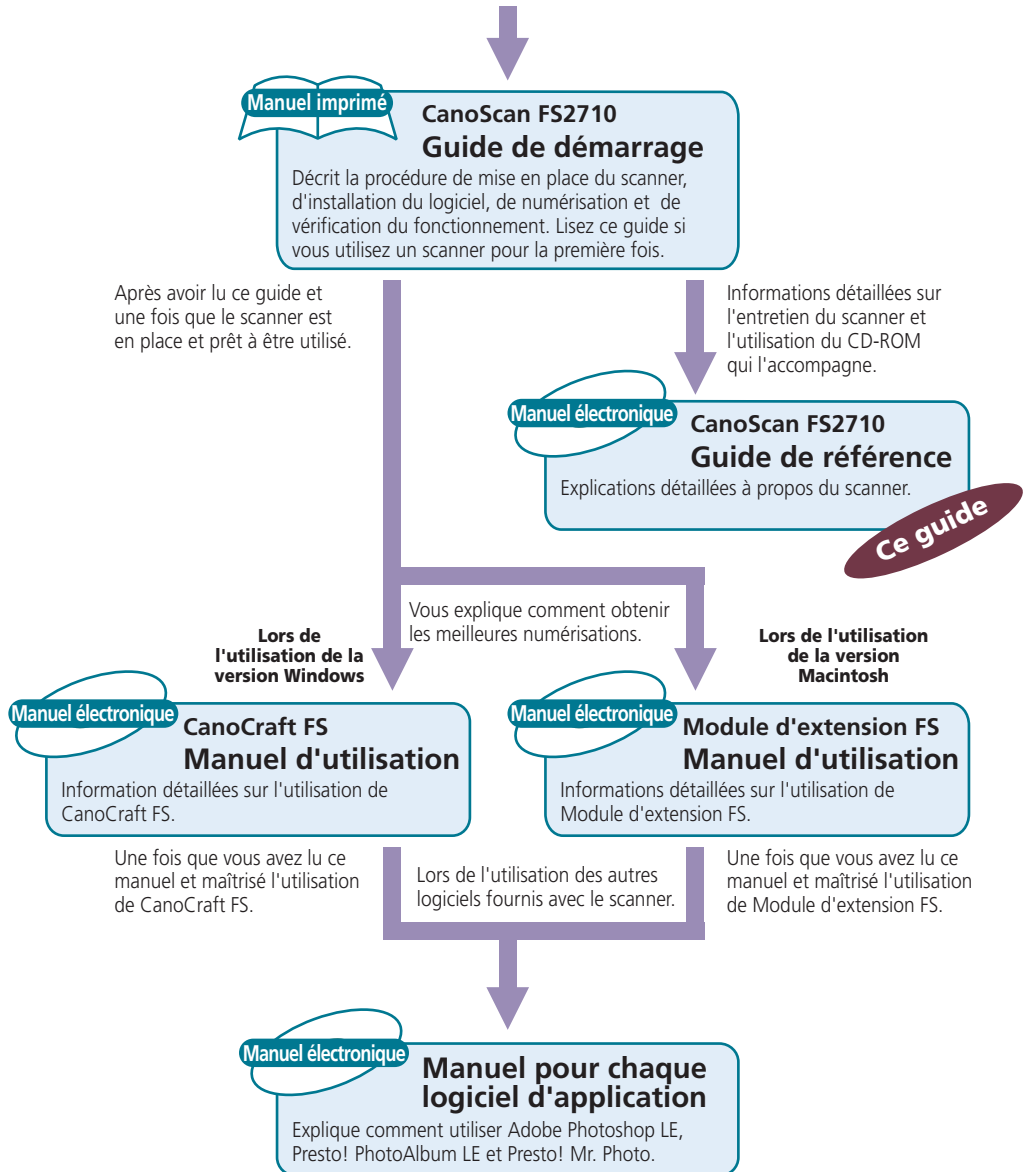 Manuel imprimé
CanoScan FS2710
Guide de démarrage
Décrit la procédure de mise en place du scanner,
d'installation du logiciel, de numérisation et de
vérification du fonctionnement. Lisez ce guide si
vous utilisez un scanner pour la première fois.
Après avoir lu ce guide et
une fois que le scanner est
en place et prêt à être utilisé.
Informations détaillées sur
l'entretien du scanner et
l'utilisation du CD-ROM
qui l'accompagne.
Manuel électronique
CanoScan FS2710
Guide de référence
Explications détaillées à propos du scanner.
Ce guide
Vous explique comment obtenir
les meilleures numérisations.
Lors de
l'utilisation de la
version Windows
Lors de l'utilisation
de la version
Macintosh
Manuel électronique
CanoCraft FS
Manuel d'utilisation
Information détaillées sur l'utilisation de
CanoCraft FS.
Manuel électronique
Module d'extension FS
Manuel d'utilisation
Informations détaillées sur l'utilisation de
Module d'extension FS.
Une fois que vous avez lu ce
manuel et maîtrisé l'utilisation
de CanoCraft FS.
Lors de l'utilisation des autres
logiciels fournis avec le scanner.
Une fois que vous avez lu ce
manuel et maîtrisé l'utilisation
de Module d'extension FS.
Manuel électronique
Manuel pour chaque
logiciel d'application
Explique comment utiliser Adobe Photoshop LE,
Presto! PhotoAlbum LE et Presto! Mr. Photo.